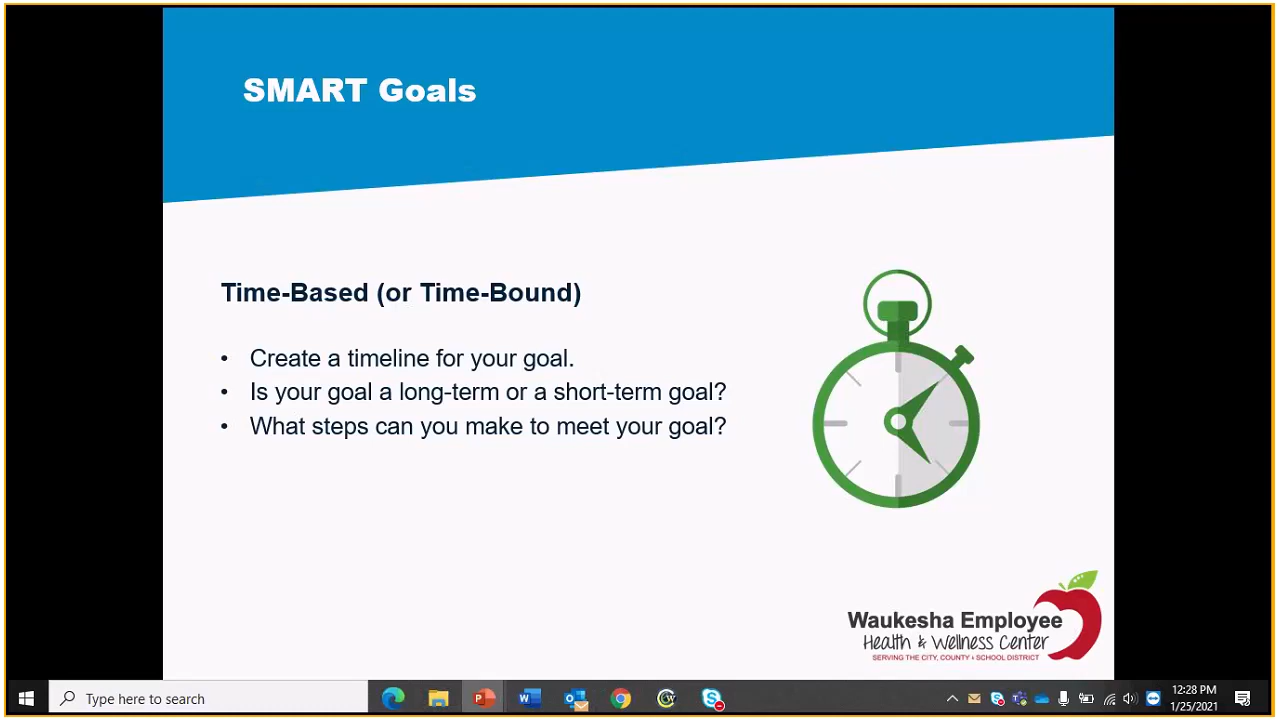 SMART Goals
Time-Based (or Time-Bound)
• Create a timeline for your goal.
• Is your goal a long-term or a short-term goal?
• What steps can you make to meet your goal?
Waukesha Employee
Health & Wellness Center
SERVING THE CITY, COUNTY & SCHOOL DISTRICT
Type here to search
12:28 PM
1/25/2021